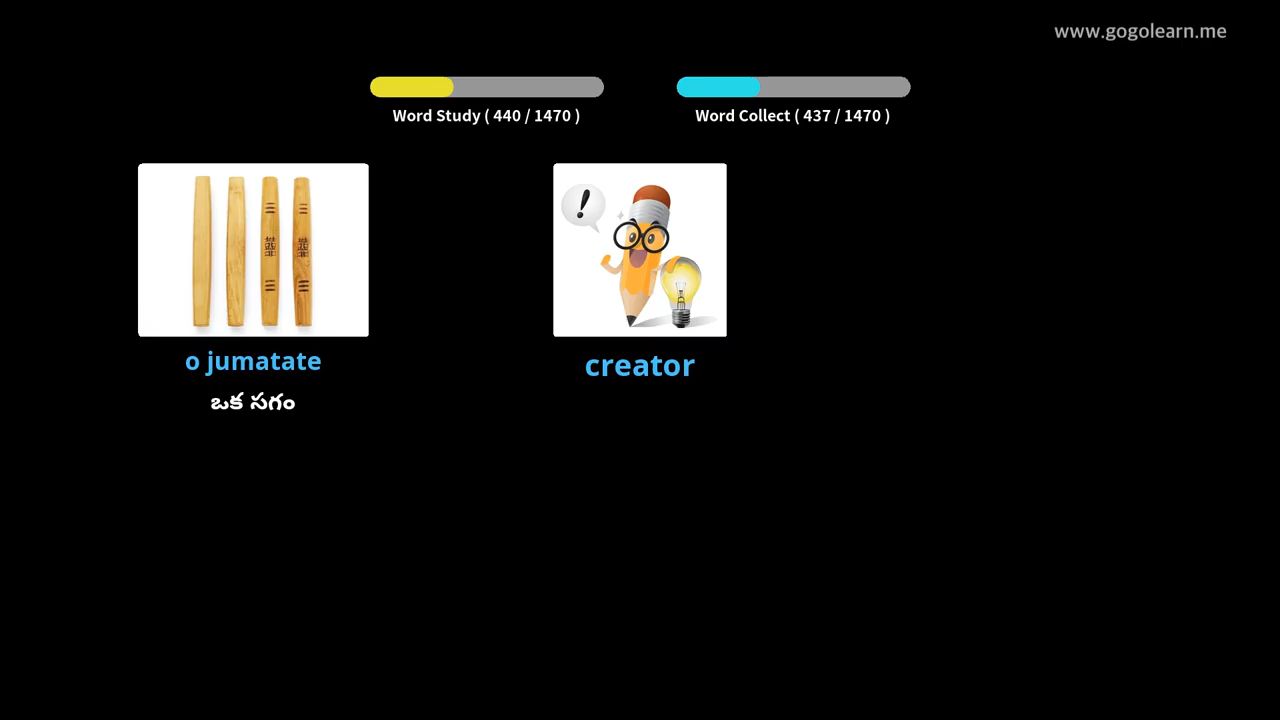 www.gogolearn.me
Word Study ( 440 / 1470 )
Word Collect ( 437 / 1470 )
o jumatate
ఒక సగం
creator